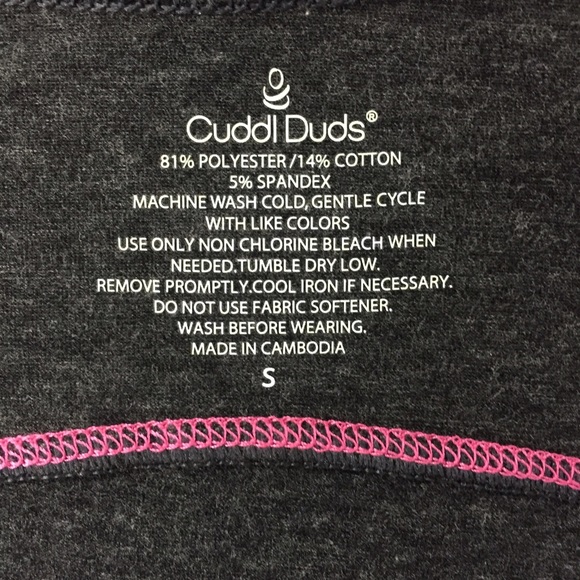 Cuddl Duds®
81% POLYESTER/14% COTTON
5% SPANDEX
MACHINE WASH COLD, GENTLE CYCLE
WITH LIKE COLORS
USE ONLY NON CHLORINE BLEACH WHEN
NEEDED.TUMBLE DRY LOW.
REMOVE PROMPTLY.COOL IRON IF NECESSARY.
DO NOT USE FABRIC SOFTENER.
WASH BEFORE WEARING.
MADE IN CAMBODIA
S